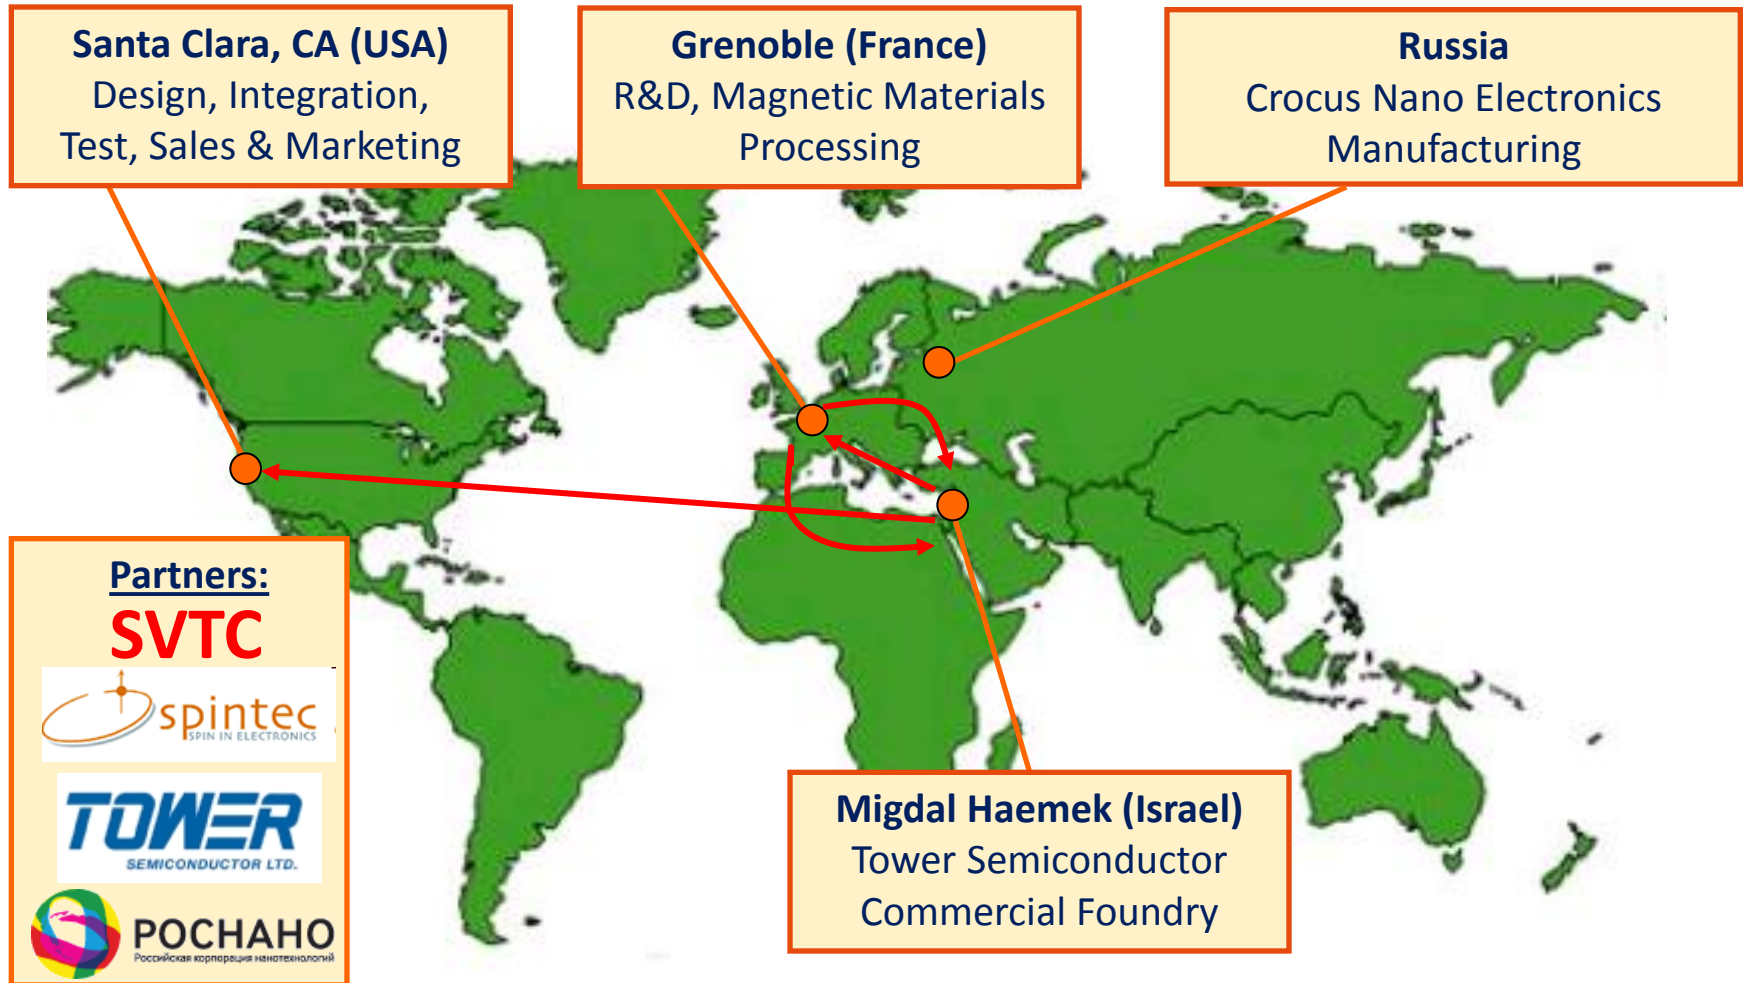 Santa Clara, CA (USA)
Design, Integration,
Test, Sales & Marketing
Grenoble (France)
R&D, Magnetic Materials
Processing
Russia
Crocus Nano Electronics
Manufacturing
Partners:
SVTC
spintec
SPIN IN ELECTRONICS
TOWER
SEMICONDUCTOR LTD.
РОСНАНО
Российская корпорация нанотехнологий
Migdal Haemek (Israel)
Tower Semiconductor
Commercial Foundry